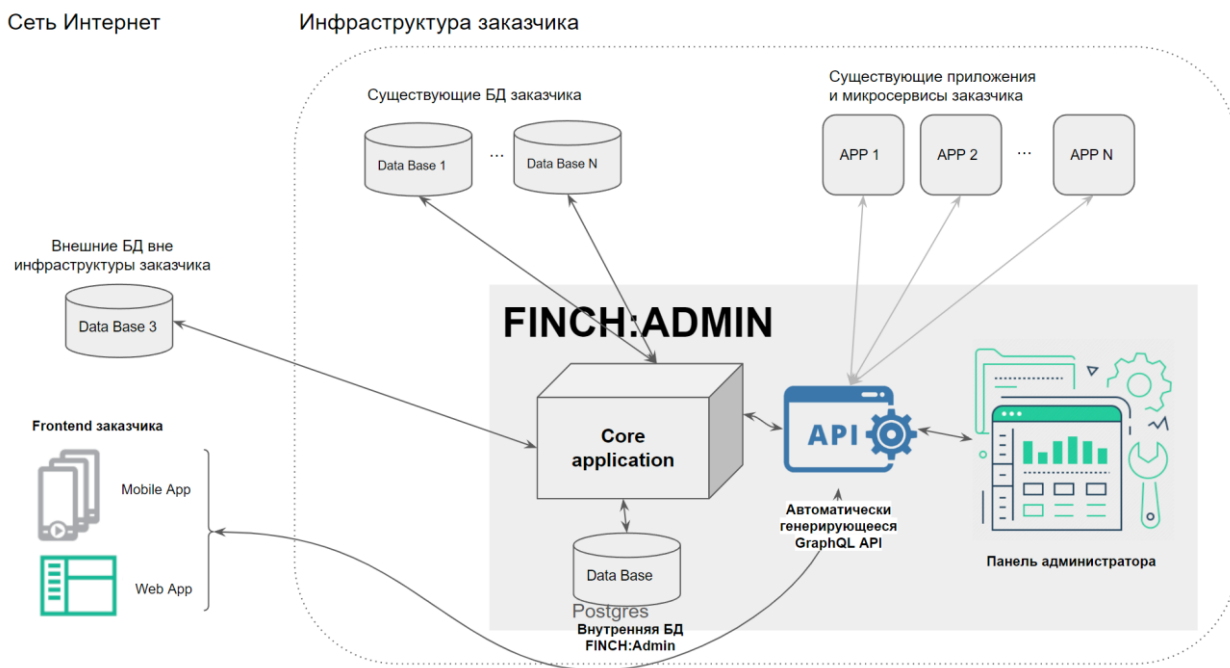 Сеть Интернет
Инфраструктура заказчика
Существующие БД заказчика
Data Base 1
...
Data Base N
Существующие приложения
и микросервисы заказчика
APP 1
APP 2
...
APP N
Внешние БД вне
инфраструктуры заказчика
Data Base 3
FINCH:ADMIN
Core
application
API
Frontend заказчика
Mobile App
Web App
Автоматически
генерирующееся
GraphQL API
Панель администратора
Data Base
Postgres
Внутренняя БД
FINCH:Admin